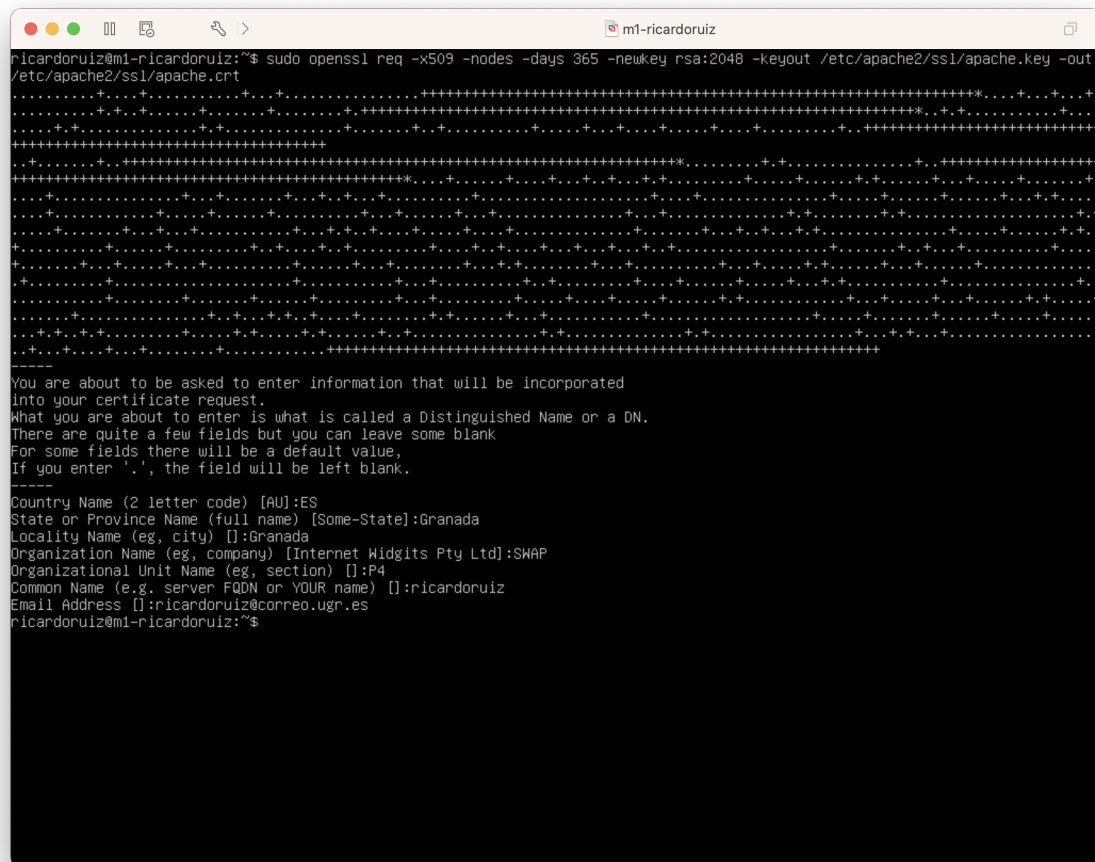 m1-ricardoruiz
ricardoruiz@m1-ricardoruiz:~$ sudo openssl req -x509 -nodes -days 365 -newkey rsa:2048 -keyout /etc/apache2/ssl/apache.key -out
/etc/apache2/ssl/apache.crt
-----
You are about to be asked to enter information that will be incorporated
into your certificate request.
What you are about to enter is what is called a Distinguished Name or a DN.
There are quite a few fields but you can leave some blank
For some fields there will be a default value,
If you enter '.', the field will be left blank.
-----
Country Name (2 letter code) [AU]:ES
State or Province Name (full name) [Some-State]:Granada
Locality Name (eg, city) []:Granada
Organization Name (eg, company) [Internet Widgits Pty Ltd]:SWAP
Organizational Unit Name (eg, section) []:P4
Common Name (e.g. server FQDN or YOUR name) []:ricardoruiz
Email Address []:ricardoruiz@correo.ugr.es
ricardoruiz@m1-ricardoruiz:~$